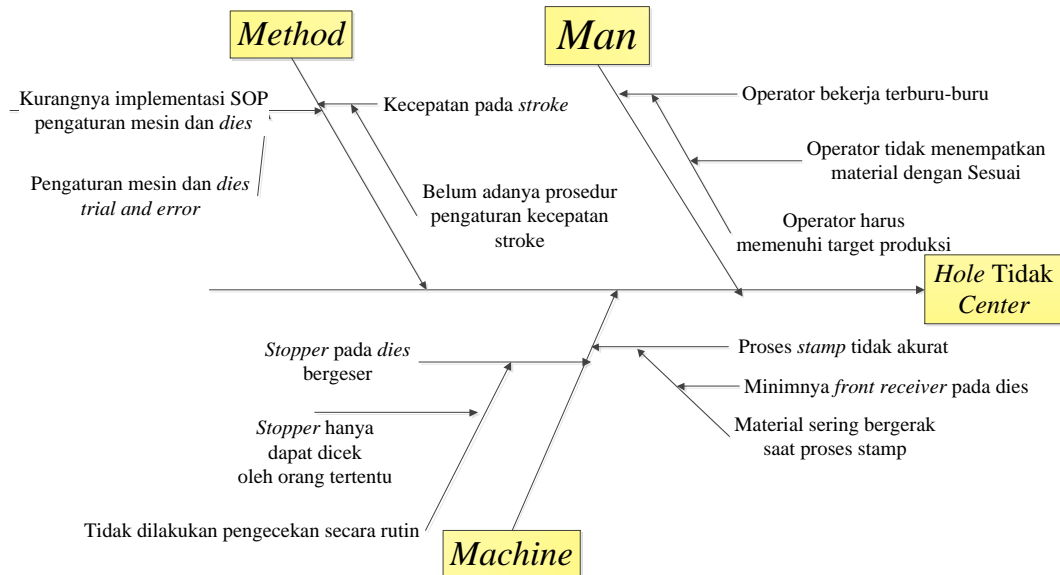 Method
Man
Kurangnya implementasi SOP
pengaturan mesin dan dies
Kecepatan pada stroke
Pengaturan mesin dan dies
trial and error
Belum adanya prosedur
pengaturan kecepatan
stroke
Operator bekerja terburu-buru
Operator tidak menempatkan
material dengan Sesuai
Operator harus
memenuhi target produksi
Hole Tidak
Center
Stopper pada dies
bergeser
Stopper hanya
dapat dicek
oleh orang tertentu
Tidak dilakukan pengecekan secara rutin
Proses stamp tidak akurat
Minimnya front receiver pada dies
Material sering bergerak
saat proses stamp
Machine